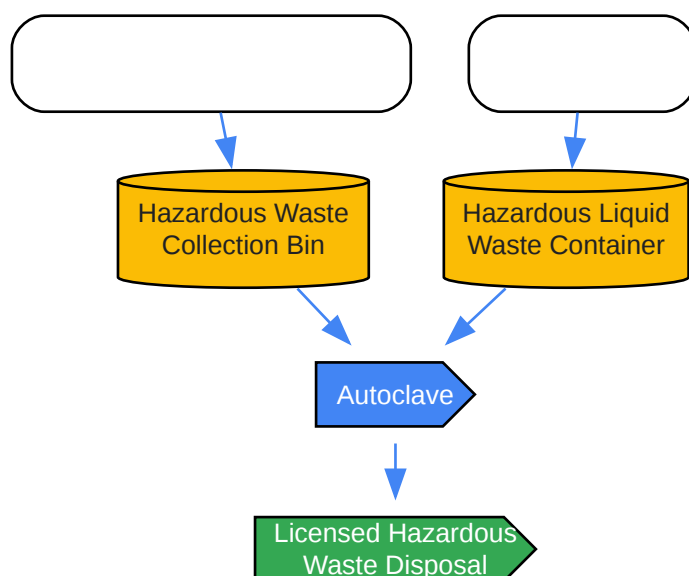 Hazardous Waste
Collection Bin
Hazardous Liquid
Waste Container
Autoclave
Licensed Hazardous
Waste Disposal